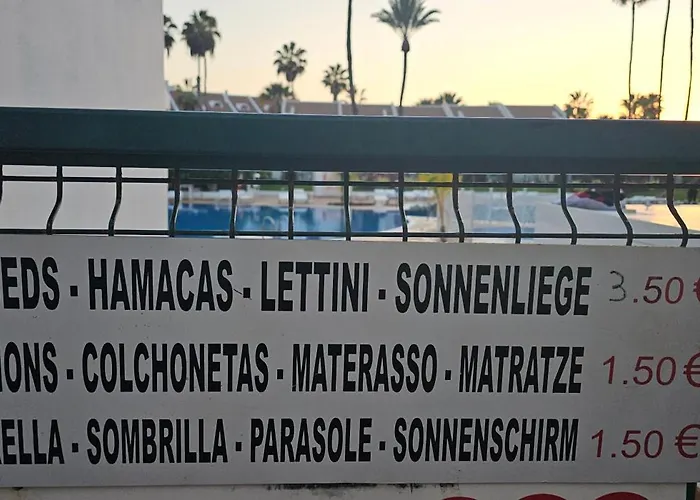 EDS - HAMACAS - LETTINI - SONNENLIEGE 3.50 €
IONS - COLCHONETAS - MATERASSO - MATRATZE 1.50 €
ELLA - SOMBRILLA - PARASOLE - SONNENSCHIRM 1.50 €